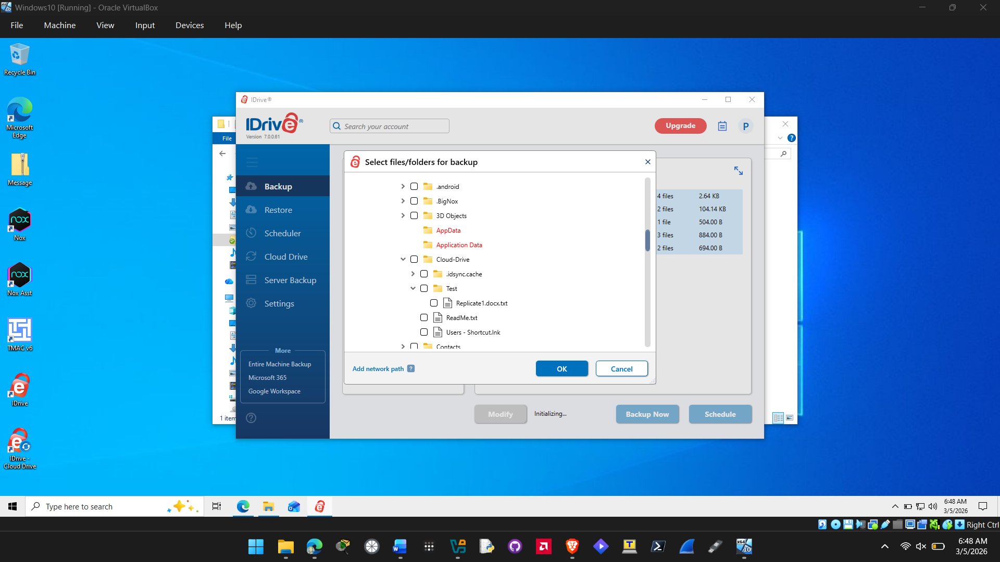 Windows10 [Running] - Oracle VirtualBox
File Machine View Input Devices Help
Recycle Bin
Microsoft
Edge
Message
Nox
Nox Asst
TMAC v6
IDrive
IDrive -
Cloud Drive
File
1 item
IDrive®
IDrive®
Version 7.0.0.61
Search your account
Upgrade
P
Backup
Restore
Scheduler
Cloud Drive
Server Backup
Settings
More
Entire Machine Backup
Microsoft 365
Google Workspace
Select files/folders for backup
.android
.BigNox
3D Objects
AppData
Application Data
Cloud-Drive
.idsync.cache
Test
Replicate1.docx.txt
ReadMe.txt
Users - Shortcut.lnk
Contacts
Add network path ?
OK
Cancel
4 files 2.64 KB
2 files 104.14 KB
1 file 504.00 B
3 files 884.00 B
2 files 694.00 B
Modify
Initializing...
Backup Now
Schedule
Type here to search
6:48 AM
3/5/2026
Right Ctrl
6:48 AM
3/5/2026